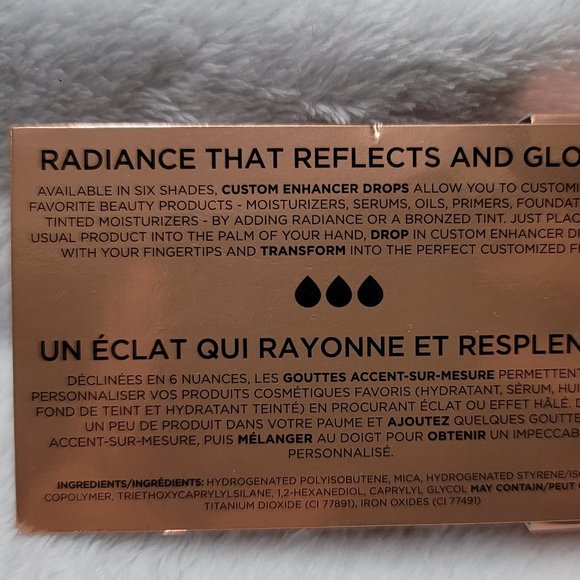 RADIANCE THAT REFLECTS AND GLO
AVAILABLE IN SIX SHADES, CUSTOM ENHANCER DROPS ALLOW YOU TO CUSTOMI
FAVORITE BEAUTY PRODUCTS - MOISTURIZERS, SERUMS, OILS, PRIMERS, FOUNDAT
TINTED MOISTURIZERS - BY ADDING RADIANCE OR A BRONZED TINT. JUST PLAC
USUAL PRODUCT INTO THE PALM OF YOUR HAND, DROP IN CUSTOM ENHANCER DR
WITH YOUR FINGERTIPS AND TRANSFORM INTO THE PERFECT CUSTOMIZED F
UN ÉCLAT QUI RAYONNE ET RESPLEN
DÉCLINÉES EN 6 NUANCES, LES GOUTTES ACCENT-SUR-MESURE PERMETTENT
PERSONNALISER VOS PRODUITS COSMÉTIQUES FAVORIS (HYDRATANT, SÉRUM, HUI
FOND DE TEINT ET HYDRATANT TEINTÉ) EN PROCURANT ÉCLAT OU EFFET HÂLÉ. D
UN PEU DE PRODUIT DANS VOTRE PAUME ET AJOUTEZ QUELQUES GOUTTE
ACCENT-SUR-MESURE, PUIS MÉLANGER AU DOIGT POUR OBTENIR UN IMPECCAB
PERSONNALISÉ.
INGREDIENTS/INGRÉDIENTS: HYDROGENATED POLYISOBUTENE, MICA, HYDROGENATED STYRENE/ISO
COPOLYMER, TRIETHOXYCAPRYLYLSILANE, 1,2-HEXANEDIOL, CAPRYLYL GLYCOL MAY CONTAIN/PEUT
TITANIUM DIOXIDE (CI 77891), IRON OXIDES (CI 77491)